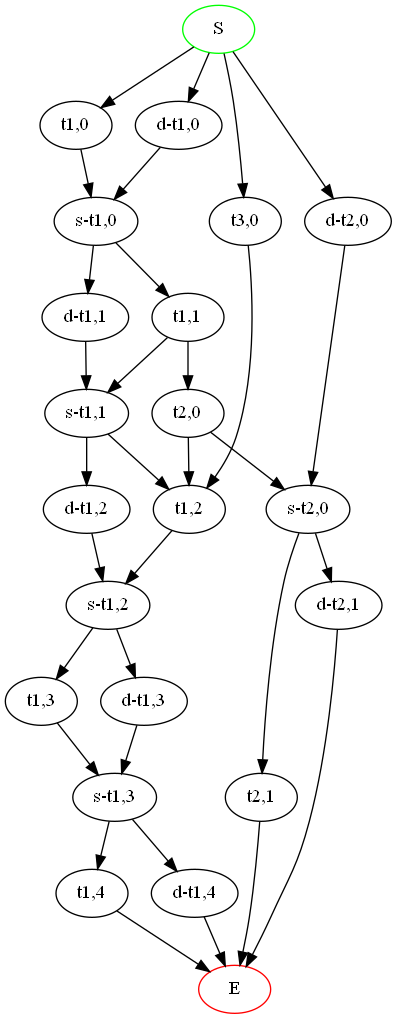 S
t1,0
d-t1,0
s-t1,0
t3,0
d-t2,0
d-t1,1
t1,1
s-t1,1
t2,0
d-t1,2
t1,2
s-t2,0
s-t1,2
d-t2,1
t1,3
d-t1,3
s-t1,3
t2,1
t1,4
d-t1,4
E